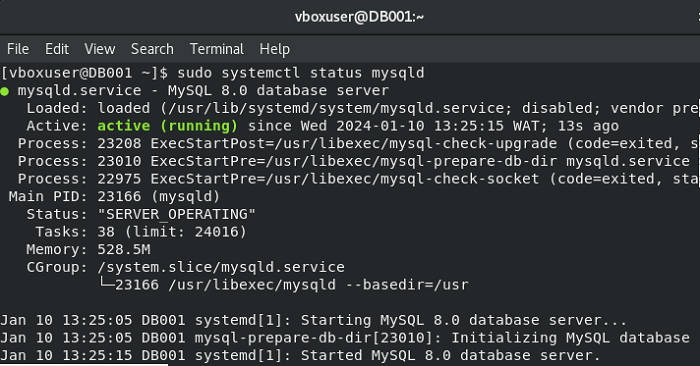 vboxuser@DB001:~
File Edit View Search Terminal Help
[vboxuser@DB001 ~]$ sudo systemctl status mysqld
● mysqld.service - MySQL 8.0 database server
Loaded: loaded (/usr/lib/systemd/system/mysqld.service; disabled; vendor pre
Active: active (running) since Wed 2024-01-10 13:25:15 WAT; 13s ago
Process: 23208 ExecStartPost=/usr/libexec/mysql-check-upgrade (code=exited, s
Process: 23010 ExecStartPre=/usr/libexec/mysql-prepare-db-dir mysqld.service
Process: 22975 ExecStartPre=/usr/libexec/mysql-check-socket (code=exited, sta
Main PID: 23166 (mysqld)
Status: "SERVER_OPERATING"
Tasks: 38 (limit: 24016)
Memory: 528.5M
CGroup: /system.slice/mysqld.service
└─23166 /usr/libexec/mysqld --basedir=/usr
Jan 10 13:25:05 DB001 systemd[1]: Starting MySQL 8.0 database server...
Jan 10 13:25:05 DB001 mysql-prepare-db-dir[23010]: Initializing MySQL database
Jan 10 13:25:15 DB001 systemd[1]: Started MySQL 8.0 database server.